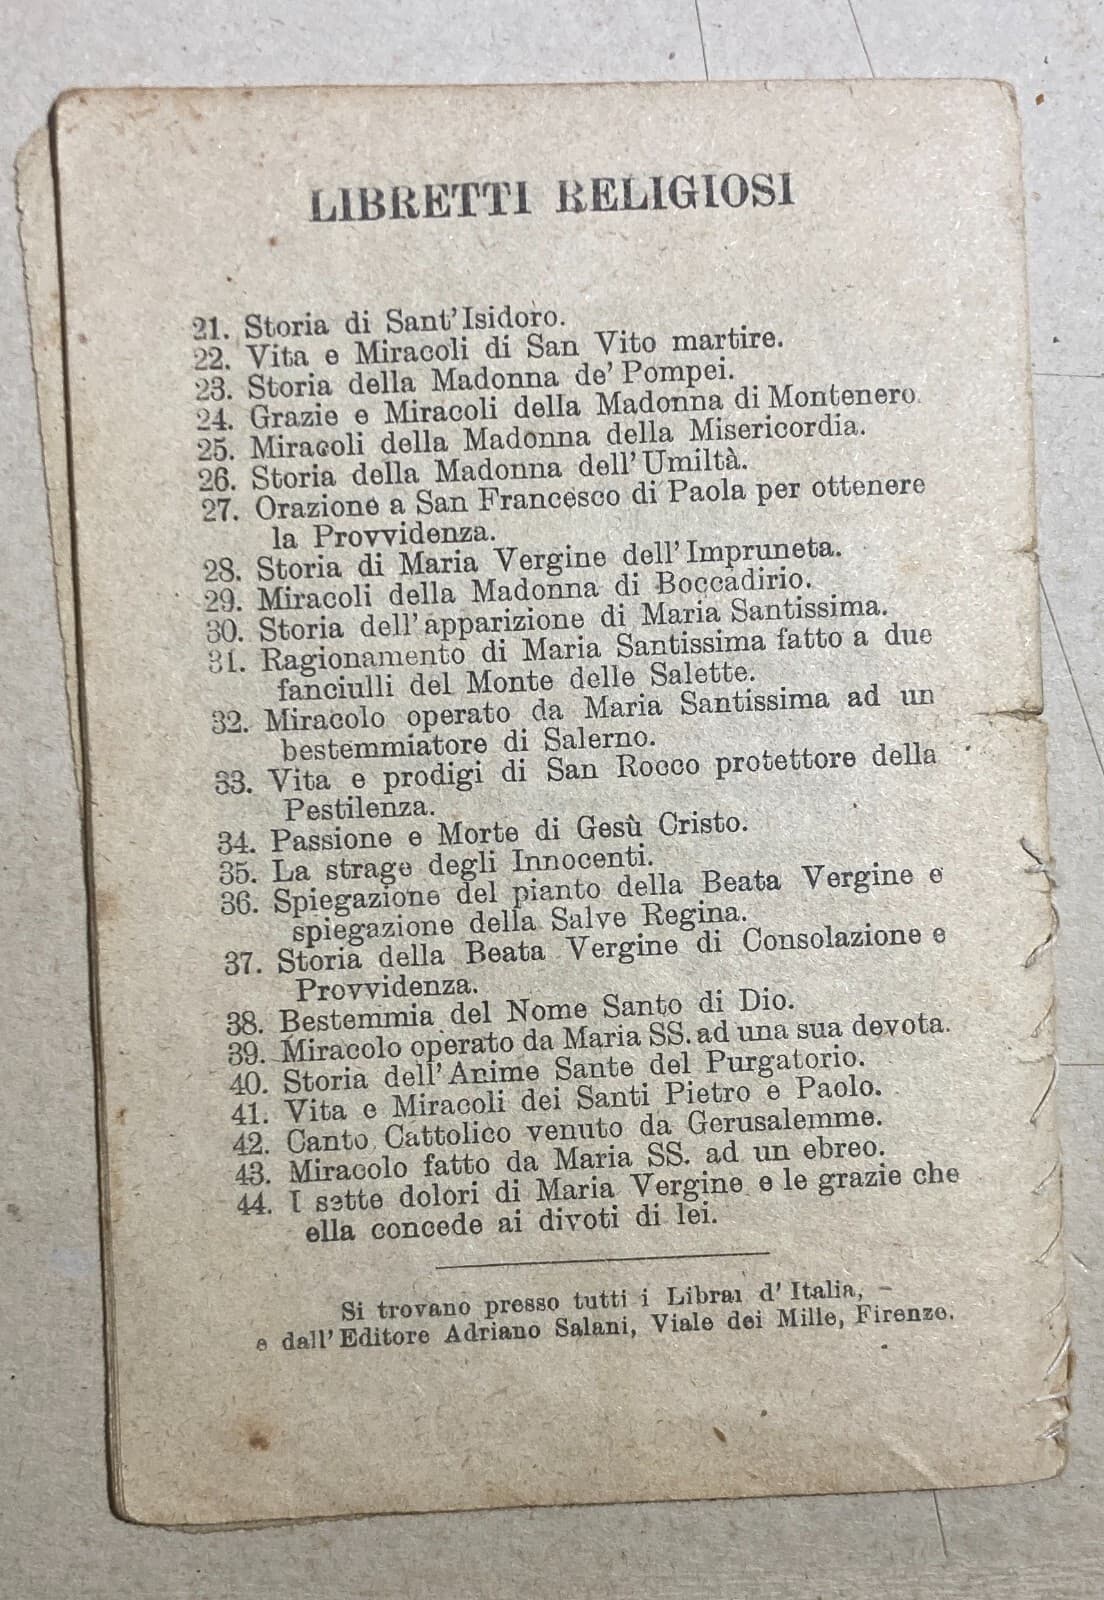 LIBRETTI RELIGIOSI
21. Storia di Sant'Isidoro.
22. Vita e Miracoli di San Vito martire.
23. Storia della Madonna de' Pompei.
24. Grazie e Miracoli della Madonna di Montenero.
25. Miracoli della Madonna della Misericordia.
26. Storia della Madonna dell'Umiltà.
27. Orazione a San Francesco di Paola per ottenere
la Provvidenza.
28. Storia di Maria Vergine dell'Impruneta.
29. Miracoli della Madonna di Boccadirio.
30. Storia dell'apparizione di Maria Santissima.
31. Ragionamento di Maria Santissima fatto a due
fanciulli del Monte delle Salette.
32. Miracolo operato da Maria Santissima ad un
bestemmiatore di Salerno.
33. Vita e prodigi di San Rocco protettore della
Pestilenza.
34. Passione e Morte di Gesù Cristo.
35. La strage degli Innocenti.
36. Spiegazione del pianto della Beata Vergine e
spiegazione della Salve Regina.
37. Storia della Beata Vergine di Consolazione e
Provvidenza.
38. Bestemmia del Nome Santo di Dio.
39. Miracolo operato da Maria SS. ad una sua devota.
40. Storia dell'Anime Sante del Purgatorio.
41. Vita e Miracoli dei Santi Pietro e Paolo.
42. Canto Cattolico venuto da Gerusalemme.
43. Miracolo fatto da Maria SS. ad un ebreo.
44. I sette dolori di Maria Vergine e le grazie che
ella concede ai divoti di lei.
Si trovano presso tutti i Librai d'Italia,
e dall'Editore Adriano Salani, Viale dei Mille, Firenze.